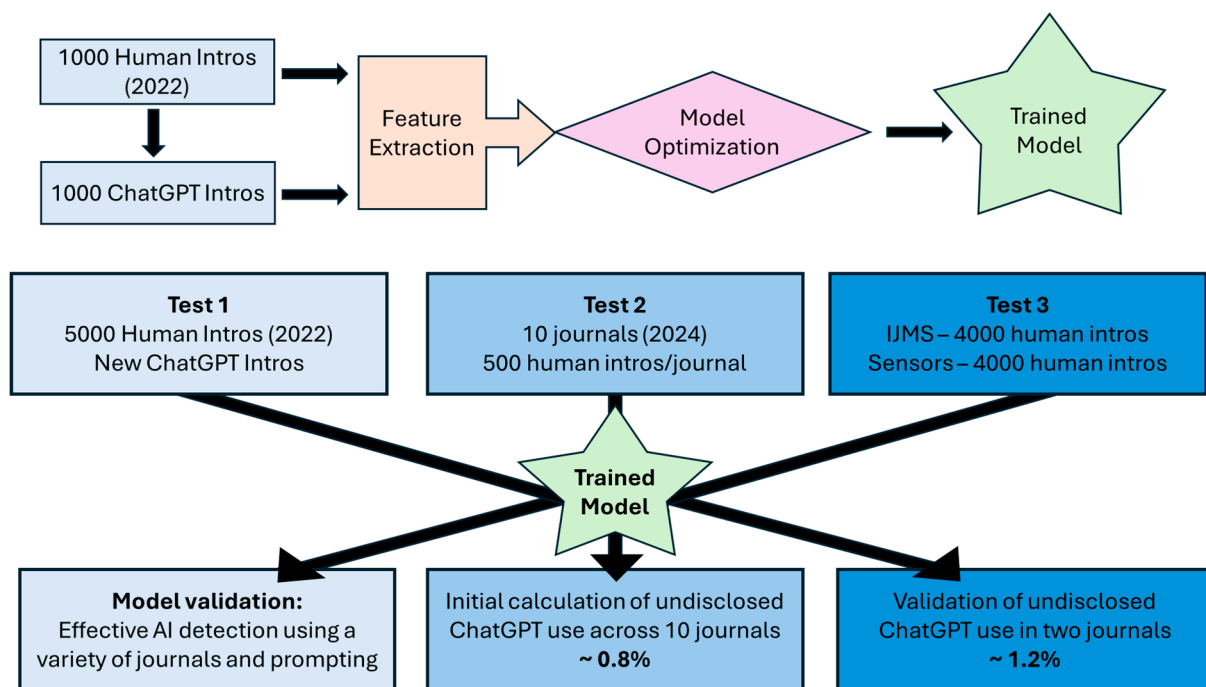 1000 Human Intros
(2022)
1000 ChatGPT Intros
Feature
Extraction
Model
Optimization
Trained
Model
Test 1
5000 Human Intros (2022)
New ChatGPT Intros
Test 2
10 journals (2024)
500 human intros/journal
Test 3
IJMS – 4000 human intros
Sensors – 4000 human intros
Trained
Model
Model validation:
Effective AI detection using a
variety of journals and prompting
Initial calculation of undisclosed
ChatGPT use across 10 journals
~ 0.8%
Validation of undisclosed
ChatGPT use in two journals
~ 1.2%